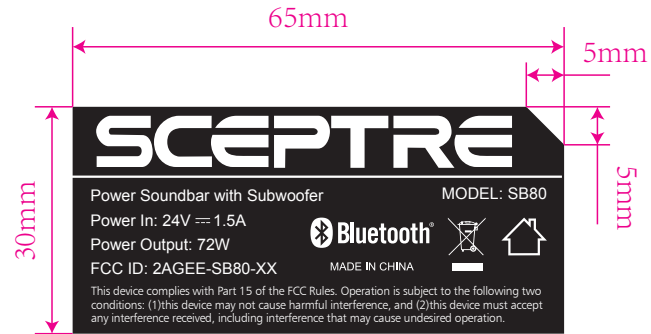 65mm
5mm
5mm
30mm
SCEPTRE
Power Soundbar with Subwoofer
MODEL: SB80
Power In: 24V ⎓ 1.5A
Power Output: 72W
Bluetooth®
FCC ID: 2AGEE-SB80-XX
MADE IN CHINA
This device complies with Part 15 of the FCC Rules. Operation is subject to the following two
conditions: (1)this device may not cause harmful interference, and (2)this device must accept
any interference received, including interference that may cause undesired operation.